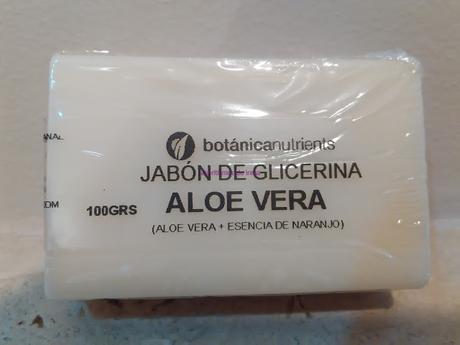 botánicanutrients
JABÓN DE GLICERINA
100GRS
ALOE VERA
(ALOE VERA + ESENCIA DE NARANJO)